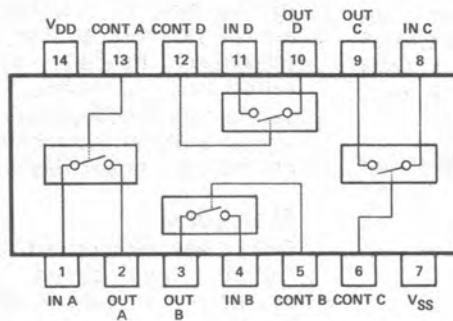 VDD CONT A CONT D IN D OUT D OUT C IN C
14 13 12 11 10 9 8
1 2 3 4 5 6 7
IN A OUT A OUT B IN B CONT B CONT C VSS